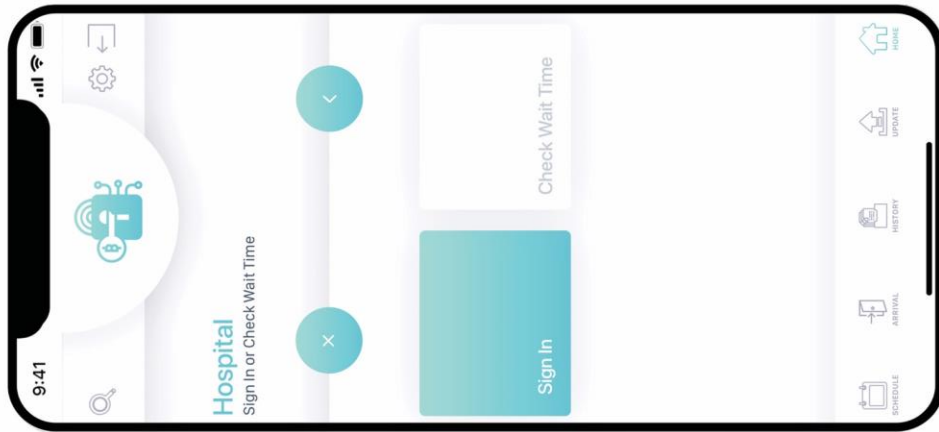 9:41
Hospital
Sign In or Check Wait Time
Sign In
Check Wait Time
SCHEDULE
ARRIVAL
HISTORY
UPDATE
HOME